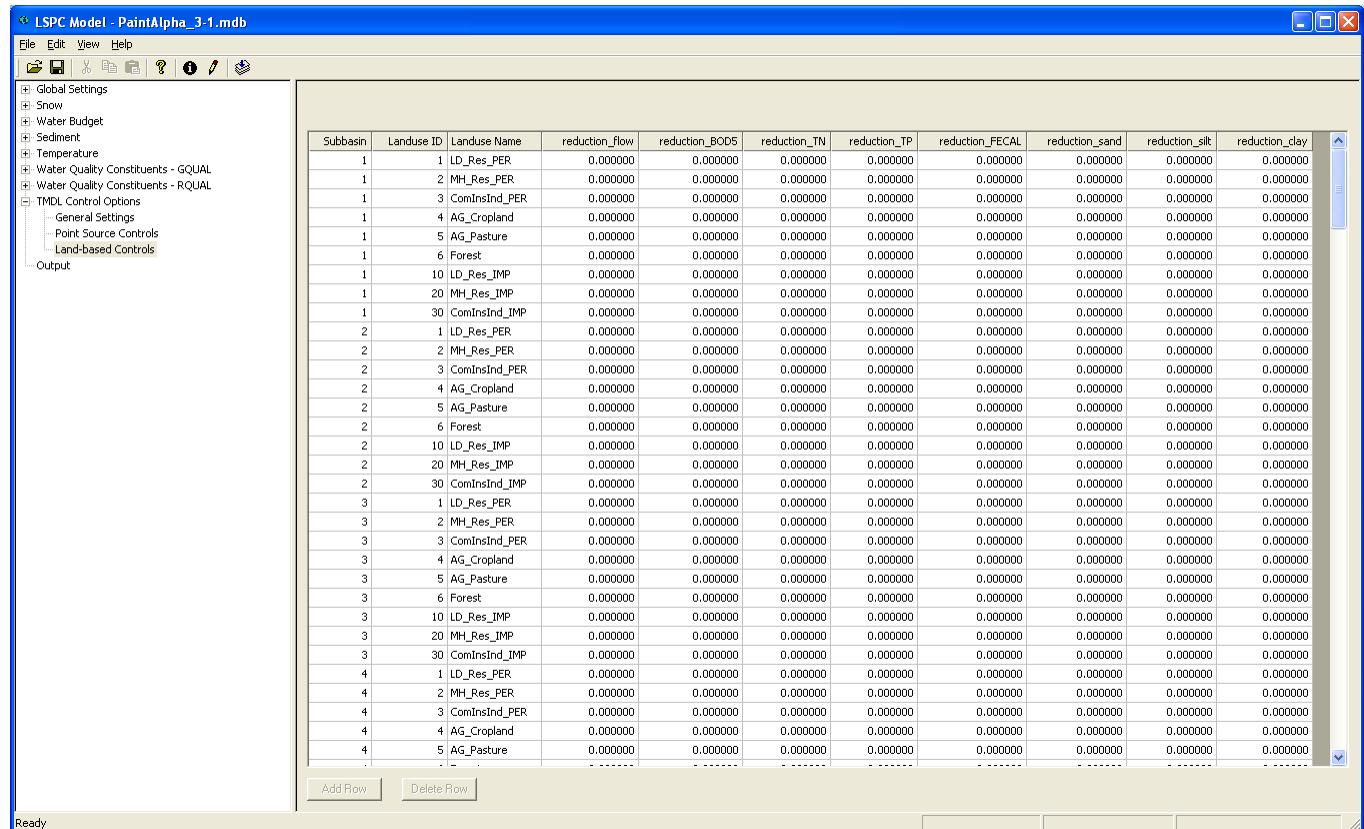 LSPC Model - PaintAlpha_3-1.mdb
File Edit View Help
Global Settings
Snow
Water Budget
Sediment
Temperature
Water Quality Constituents - GQUAL
Water Quality Constituents - RQUAL
TMDL Control Options
General Settings
Point Source Controls
Land-based Controls
Output
Subbasin Landuse ID Landuse Name reduction_flow reduction_BOD5 reduction_TN reduction_TP reduction_FECAL reduction_sand reduction_silt reduction_clay
1 1 LD_Res_PER 0.000000 0.000000 0.000000 0.000000 0.000000 0.000000 0.000000 0.000000
1 2 MH_Res_PER 0.000000 0.000000 0.000000 0.000000 0.000000 0.000000 0.000000 0.000000
1 3 ComInsInd_PER 0.000000 0.000000 0.000000 0.000000 0.000000 0.000000 0.000000 0.000000
1 4 AG_Cropland 0.000000 0.000000 0.000000 0.000000 0.000000 0.000000 0.000000 0.000000
1 5 AG_Pasture 0.000000 0.000000 0.000000 0.000000 0.000000 0.000000 0.000000 0.000000
1 6 Forest 0.000000 0.000000 0.000000 0.000000 0.000000 0.000000 0.000000 0.000000
1 10 LD_Res_IMP 0.000000 0.000000 0.000000 0.000000 0.000000 0.000000 0.000000 0.000000
1 20 MH_Res_IMP 0.000000 0.000000 0.000000 0.000000 0.000000 0.000000 0.000000 0.000000
1 30 ComInsInd_IMP 0.000000 0.000000 0.000000 0.000000 0.000000 0.000000 0.000000 0.000000
2 1 LD_Res_PER 0.000000 0.000000 0.000000 0.000000 0.000000 0.000000 0.000000 0.000000
2 2 MH_Res_PER 0.000000 0.000000 0.000000 0.000000 0.000000 0.000000 0.000000 0.000000
2 3 ComInsInd_PER 0.000000 0.000000 0.000000 0.000000 0.000000 0.000000 0.000000 0.000000
2 4 AG_Cropland 0.000000 0.000000 0.000000 0.000000 0.000000 0.000000 0.000000 0.000000
2 5 AG_Pasture 0.000000 0.000000 0.000000 0.000000 0.000000 0.000000 0.000000 0.000000
2 6 Forest 0.000000 0.000000 0.000000 0.000000 0.000000 0.000000 0.000000 0.000000
2 10 LD_Res_IMP 0.000000 0.000000 0.000000 0.000000 0.000000 0.000000 0.000000 0.000000
2 20 MH_Res_IMP 0.000000 0.000000 0.000000 0.000000 0.000000 0.000000 0.000000 0.000000
2 30 ComInsInd_IMP 0.000000 0.000000 0.000000 0.000000 0.000000 0.000000 0.000000 0.000000
3 1 LD_Res_PER 0.000000 0.000000 0.000000 0.000000 0.000000 0.000000 0.000000 0.000000
3 2 MH_Res_PER 0.000000 0.000000 0.000000 0.000000 0.000000 0.000000 0.000000 0.000000
3 3 ComInsInd_PER 0.000000 0.000000 0.000000 0.000000 0.000000 0.000000 0.000000 0.000000
3 4 AG_Cropland 0.000000 0.000000 0.000000 0.000000 0.000000 0.000000 0.000000 0.000000
3 5 AG_Pasture 0.000000 0.000000 0.000000 0.000000 0.000000 0.000000 0.000000 0.000000
3 6 Forest 0.000000 0.000000 0.000000 0.000000 0.000000 0.000000 0.000000 0.000000
3 10 LD_Res_IMP 0.000000 0.000000 0.000000 0.000000 0.000000 0.000000 0.000000 0.000000
3 20 MH_Res_IMP 0.000000 0.000000 0.000000 0.000000 0.000000 0.000000 0.000000 0.000000
3 30 ComInsInd_IMP 0.000000 0.000000 0.000000 0.000000 0.000000 0.000000 0.000000 0.000000
4 1 LD_Res_PER 0.000000 0.000000 0.000000 0.000000 0.000000 0.000000 0.000000 0.000000
4 2 MH_Res_PER 0.000000 0.000000 0.000000 0.000000 0.000000 0.000000 0.000000 0.000000
4 3 ComInsInd_PER 0.000000 0.000000 0.000000 0.000000 0.000000 0.000000 0.000000 0.000000
4 4 AG_Cropland 0.000000 0.000000 0.000000 0.000000 0.000000 0.000000 0.000000 0.000000
4 5 AG_Pasture 0.000000 0.000000 0.000000 0.000000 0.000000 0.000000 0.000000 0.000000
Add Row Delete Row
Ready